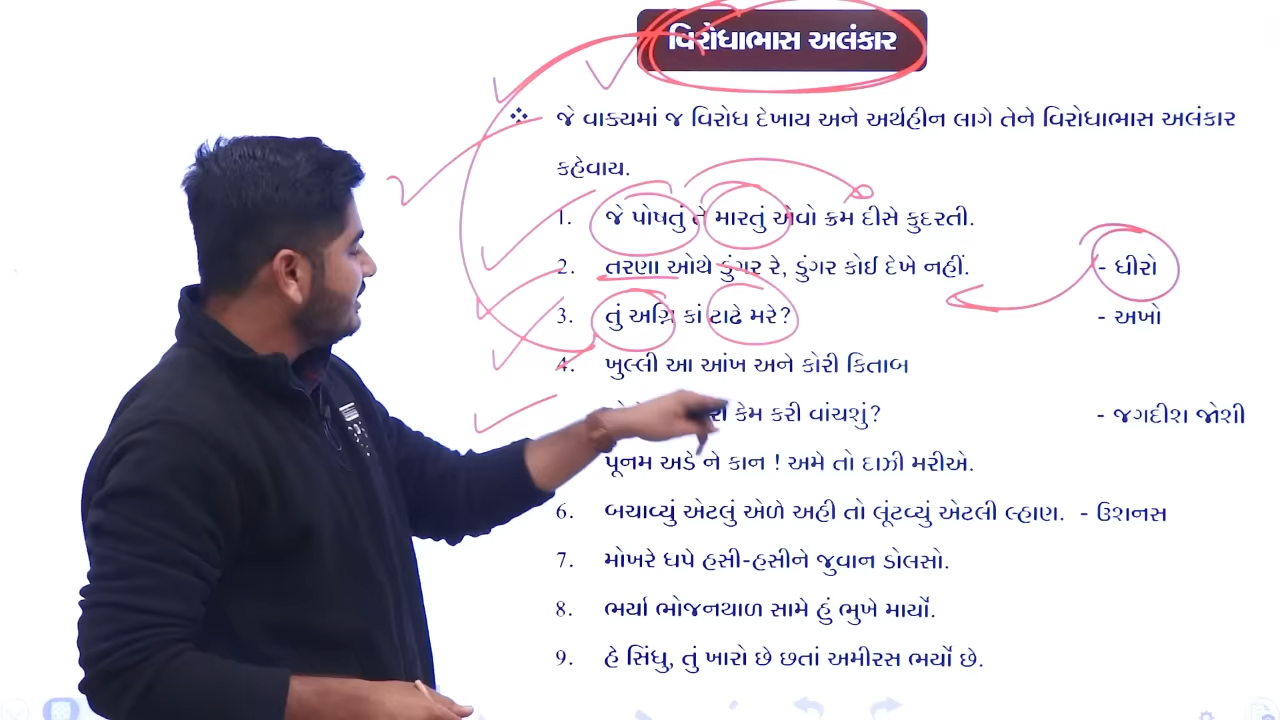 વિરોધાભાસ અલંકાર
❖ જે વાક્યમાં જ વિરોધ દેખાય અને અર્થહીન લાગે તેને વિરોધાભાસ અલંકાર
કહેવાય.
1. જે પોષતું તે મારતું એવો ક્રમ દીસે કુદરતી.
2. તરણા ઓથે ડુંગર રે, ડુંગર કોઈ દેખે નહીં. - ધીરો
3. તું અગ્નિ કાં ટાઢે મરે? - અખો
4. ખુલ્લી આ આંખ અને કોરી કિતાબ
કેમ કરી વાંચશું? - જગદીશ જોશી
પૂનમ અડે ને કાન ! અમે તો દાઝી મરીએ.
6. બચાવ્યું એટલું એળે અહી તો લૂંટવ્યું એટલી લ્હાણ. - ઉશનસ
7. મોખરે ધપે હસી-હસીને જુવાન ડોલસો.
8. ભર્યા ભોજનથાળ સામે હું ભુખે માર્યો.
9. હે સિંધુ, તું ખારો છે છતાં અમીરસ ભર્યો છે.